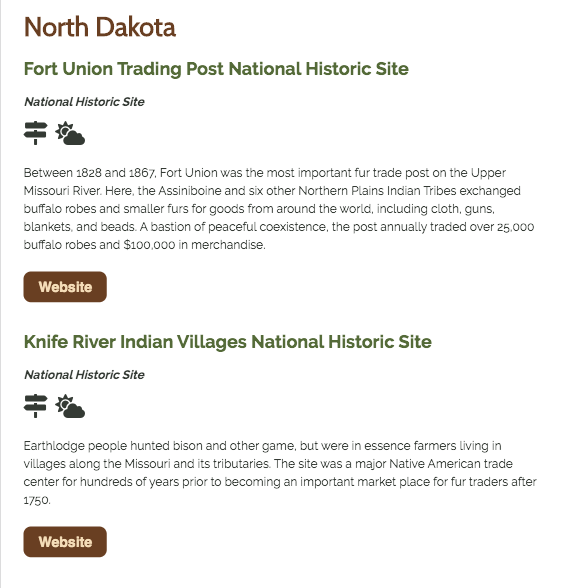 North Dakota
Fort Union Trading Post National Historic Site
National Historic Site
Between 1828 and 1867, Fort Union was the most important fur trade post on the Upper
Missouri River. Here, the Assiniboine and six other Northern Plains Indian Tribes exchanged
buffalo robes and smaller furs for goods from around the world, including cloth, guns,
blankets, and beads. A bastion of peaceful coexistence, the post annually traded over 25,000
buffalo robes and $100,000 in merchandise.
Website
Knife River Indian Villages National Historic Site
National Historic Site
Earthlodge people hunted bison and other game, but were in essence farmers living in
villages along the Missouri and its tributaries. The site was a major Native American trade
center for hundreds of years prior to becoming an important market place for fur traders after
1750.
Website